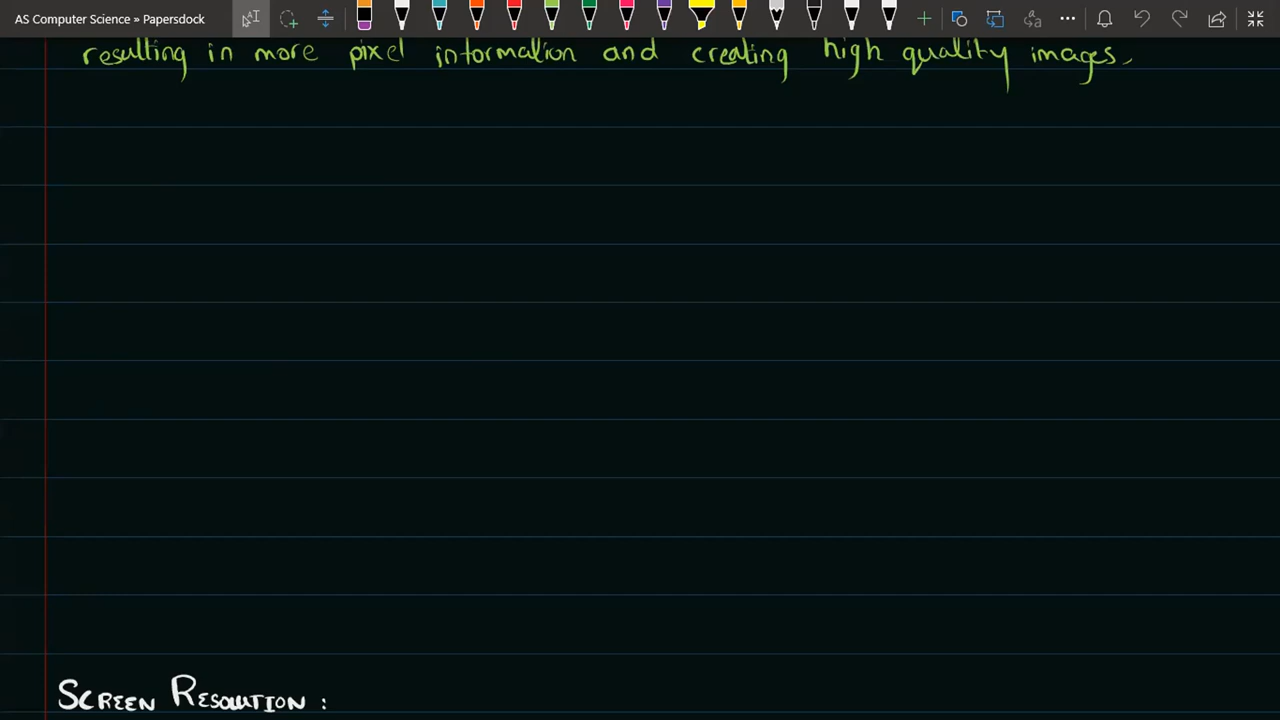 AS Computer Science » Papersdock
resulting in more pixel information and creating high quality images.
SCREEN RESOLUTION :